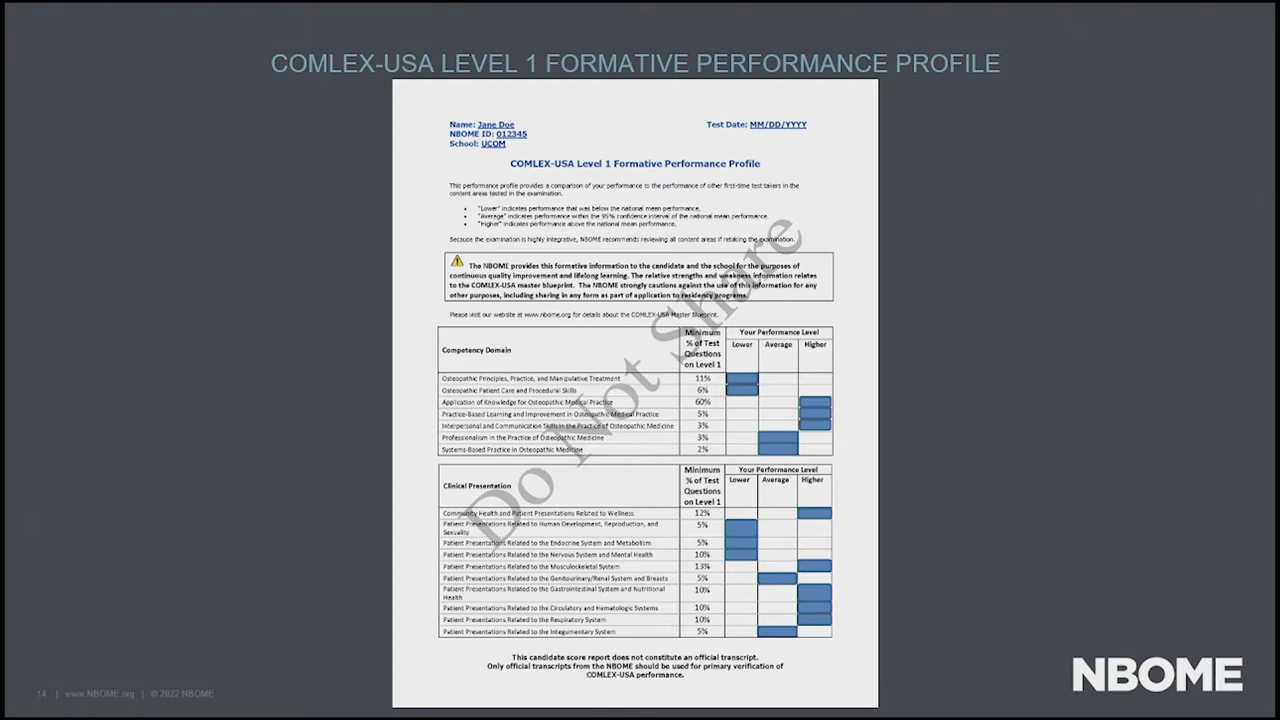 COMLEX-USA LEVEL 1 FORMATIVE PERFORMANCE PROFILE
Name: Jane Doe
Test Date: MM/DD/YYYY
NBOME ID: 012345
School: UCOM
COMLEX-USA Level 1 Formative Performance Profile
This performance profile provides a comparison of your performance to the performance of other first-time test takers in the
content areas tested in the examination.
• "Lower" indicates performance that was below the national mean performance.
• "Average" indicates performance within the 95% confidence interval of the national mean performance.
• "Higher" indicates performance above the national mean performance.
Because the examination is highly integrative, NBOME recommends reviewing all content areas if retaking the examination.
The NBOME provides this formative information to the candidate and the school for the purposes of
continuous quality improvement and lifelong learning. The relative strengths and weakness information relates
to the COMLEX-USA master blueprint. The NBOME strongly cautions against the use of this information for any
other purposes, including sharing in any form as part of application to residency programs.
Please visit our website at www.nbome.org for details about the COMLEX-USA Master Blueprint.
Do Not Share
Competency Domain
Minimum
% of Test
Questions
on Level 1
Your Performance Level
Lower Average Higher
Osteopathic Principles, Practice, and Manipulative Treatment 11%
Osteopathic Patient Care and Procedural Skills 6%
Application of Knowledge for Osteopathic Medical Practice 60%
Practice-Based Learning and Improvement in Osteopathic Medical Practice 5%
Interpersonal and Communication Skills in the Practice of Osteopathic Medicine 3%
Professionalism in the Practice of Osteopathic Medicine 3%
Systems-Based Practice in Osteopathic Medicine 2%
Clinical Presentation
Minimum
% of Test
Questions
on Level 1
Your Performance Level
Lower Average Higher
Community Health and Patient Presentations Related to Wellness 12%
Patient Presentations Related to Human Development, Reproduction, and
Sexuality 5%
Patient Presentations Related to the Endocrine System and Metabolism 5%
Patient Presentations Related to the Nervous System and Mental Health 10%
Patient Presentations Related to the Musculoskeletal System 13%
Patient Presentations Related to the Genitourinary/Renal System and Breasts 5%
Patient Presentations Related to the Gastrointestinal System and Nutritional
Health 10%
Patient Presentations Related to the Circulatory and Hematologic Systems 10%
Patient Presentations Related to the Respiratory System 10%
Patient Presentations Related to the Integumentary System 5%
This candidate score report does not constitute an official transcript.
Only official transcripts from the NBOME should be used for primary verification of
COMLEX-USA performance.
14 | www.NBOME.org | © 2022 NBOME
NBOME